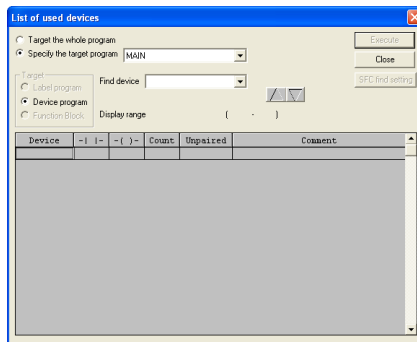 List of used devices
Target the whole program
Specify the target program MAIN
Execute
Close
Target
Label program
Find device
SFC find setting
Device program
Function Block
Display range ( - )
Device -| |- -( )- Count Unpaired Comment